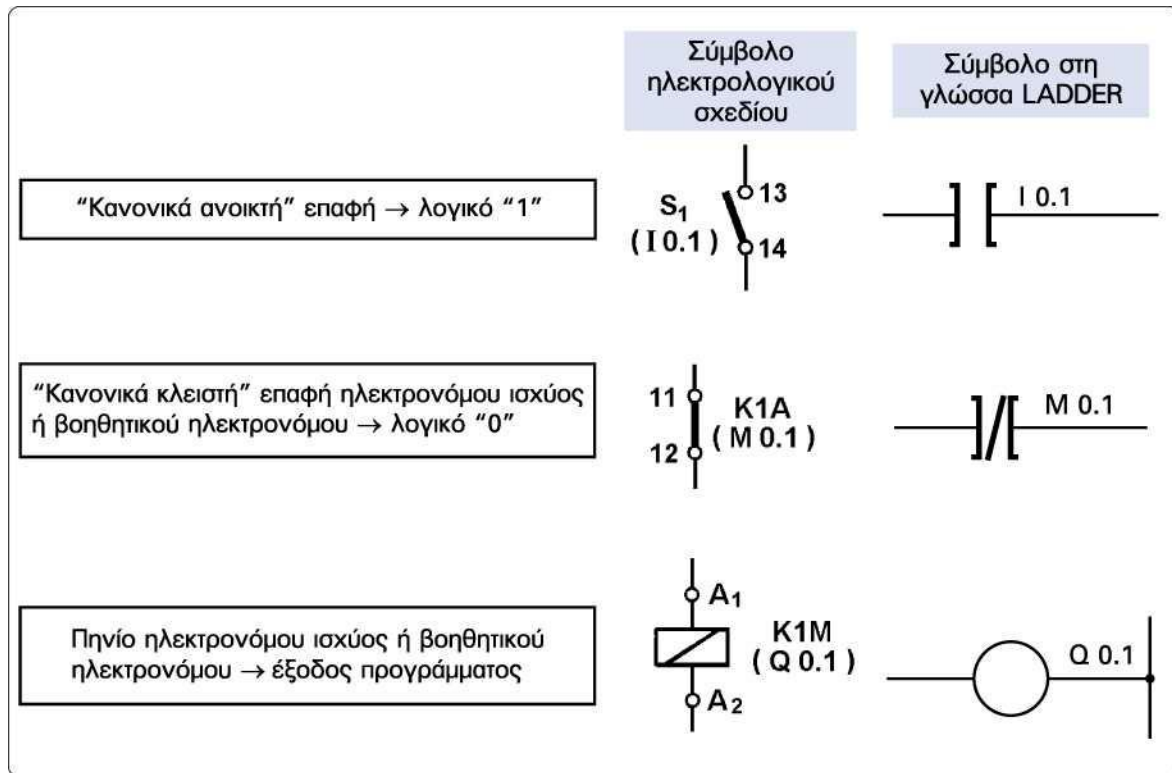 Σύμβολο
ηλεκτρολογικού
σχεδίου
Σύμβολο στη
γλώσσα LADDER
“Κανονικά ανοικτή” επαφή → λογικό “1”
S1
( I 0.1 )
13
14
I 0.1
“Κανονικά κλειστή” επαφή ηλεκτρονόμου ισχύος
ή βοηθητικού ηλεκτρονόμου → λογικό “0”
11
12
K1A
( M 0.1 )
M 0.1
Πηνίο ηλεκτρονόμου ισχύος ή βοηθητικού
ηλεκτρονόμου → έξοδος προγράμματος
A1
A2
K1M
( Q 0.1 )
Q 0.1